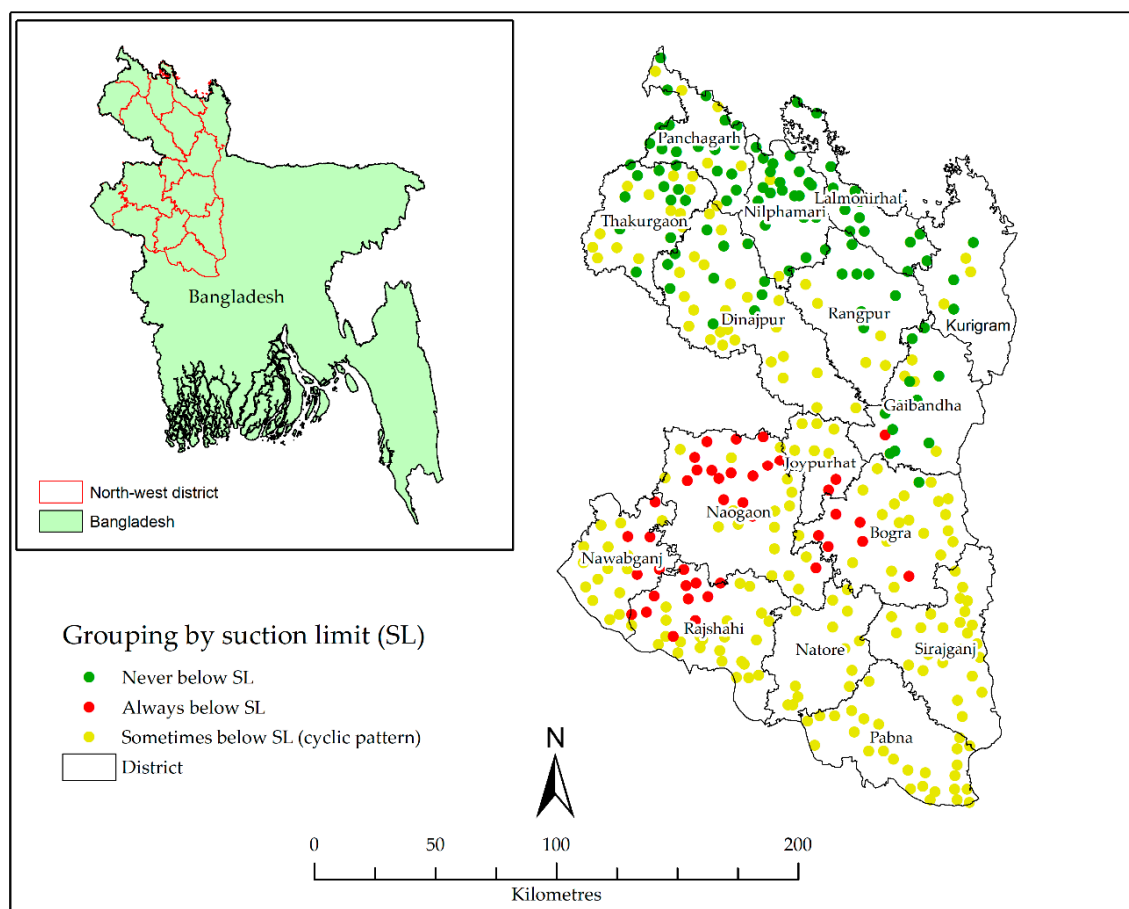 Bangladesh
North-west district
Bangladesh
Panchagarh
Thakurgaon
Nilphamari
Lalmonirhat
Dinajpur
Rangpur
Kurigram
Gaibandha
Joypurhat
Naogaon
Bogra
Nawabganj
Rajshahi
Natore
Sirajganj
Pabna
Grouping by suction limit (SL)
Never below SL
Always below SL
Sometimes below SL (cyclic pattern)
District
N
0 50 100 200
Kilometres